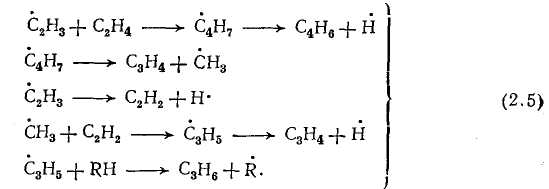 Ċ₂H₃ + C₂H₄ ⟶ Ċ₄H₇ ⟶ C₄H₆ + Ḣ
Ċ₄H₇ ⟶ C₃H₄ + ĊH₃
Ċ₂H₃ ⟶ C₂H₂ + H·
ĊH₃ + C₂H₂ ⟶ Ċ₃H₅ ⟶ C₃H₄ + Ḣ
Ċ₃H₅ + RH ⟶ C₃H₆ + Ṙ.
(2.5)